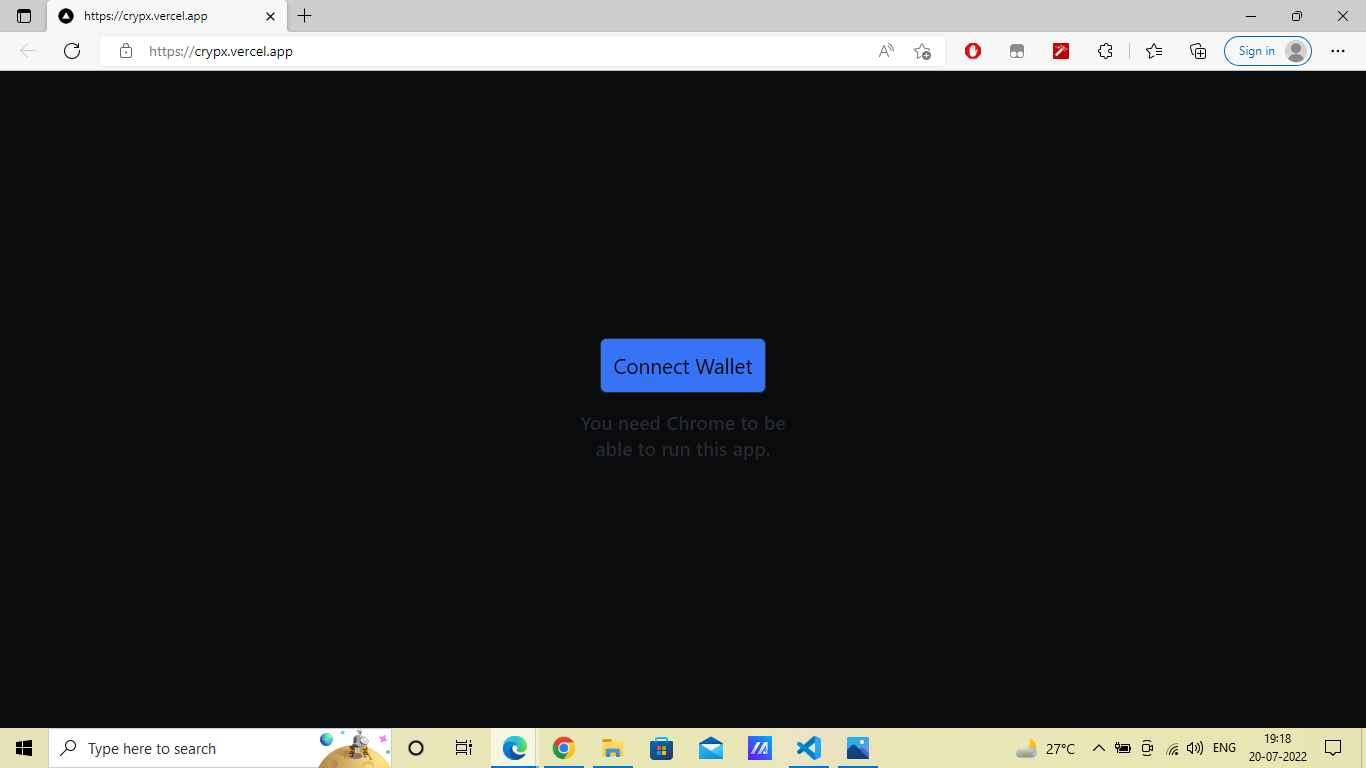 https://crypx.vercel.app
https://crypx.vercel.app
Sign in
Connect Wallet
You need Chrome to be
able to run this app.
Type here to search
27°C
ENG
19:18
20-07-2022